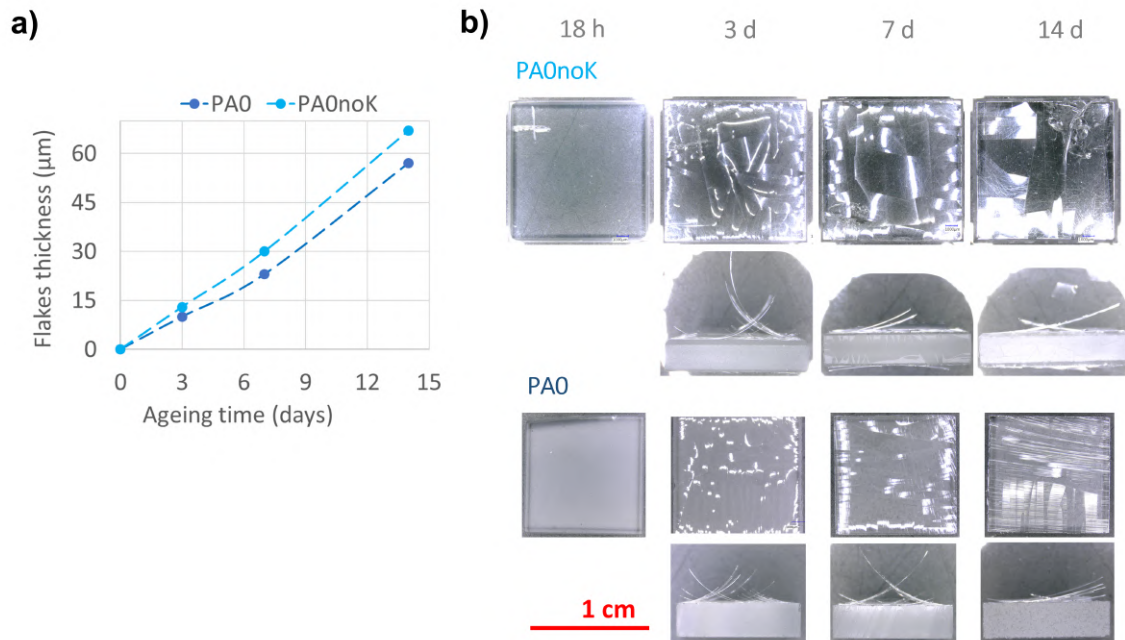 a)
PA0 PA0noK
Flakes thickness (µm)
60
45
30
15
0
0 3 6 9 12 15
Ageing time (days)
b)
18 h 3 d 7 d 14 d
PA0noK
PA0
1 cm